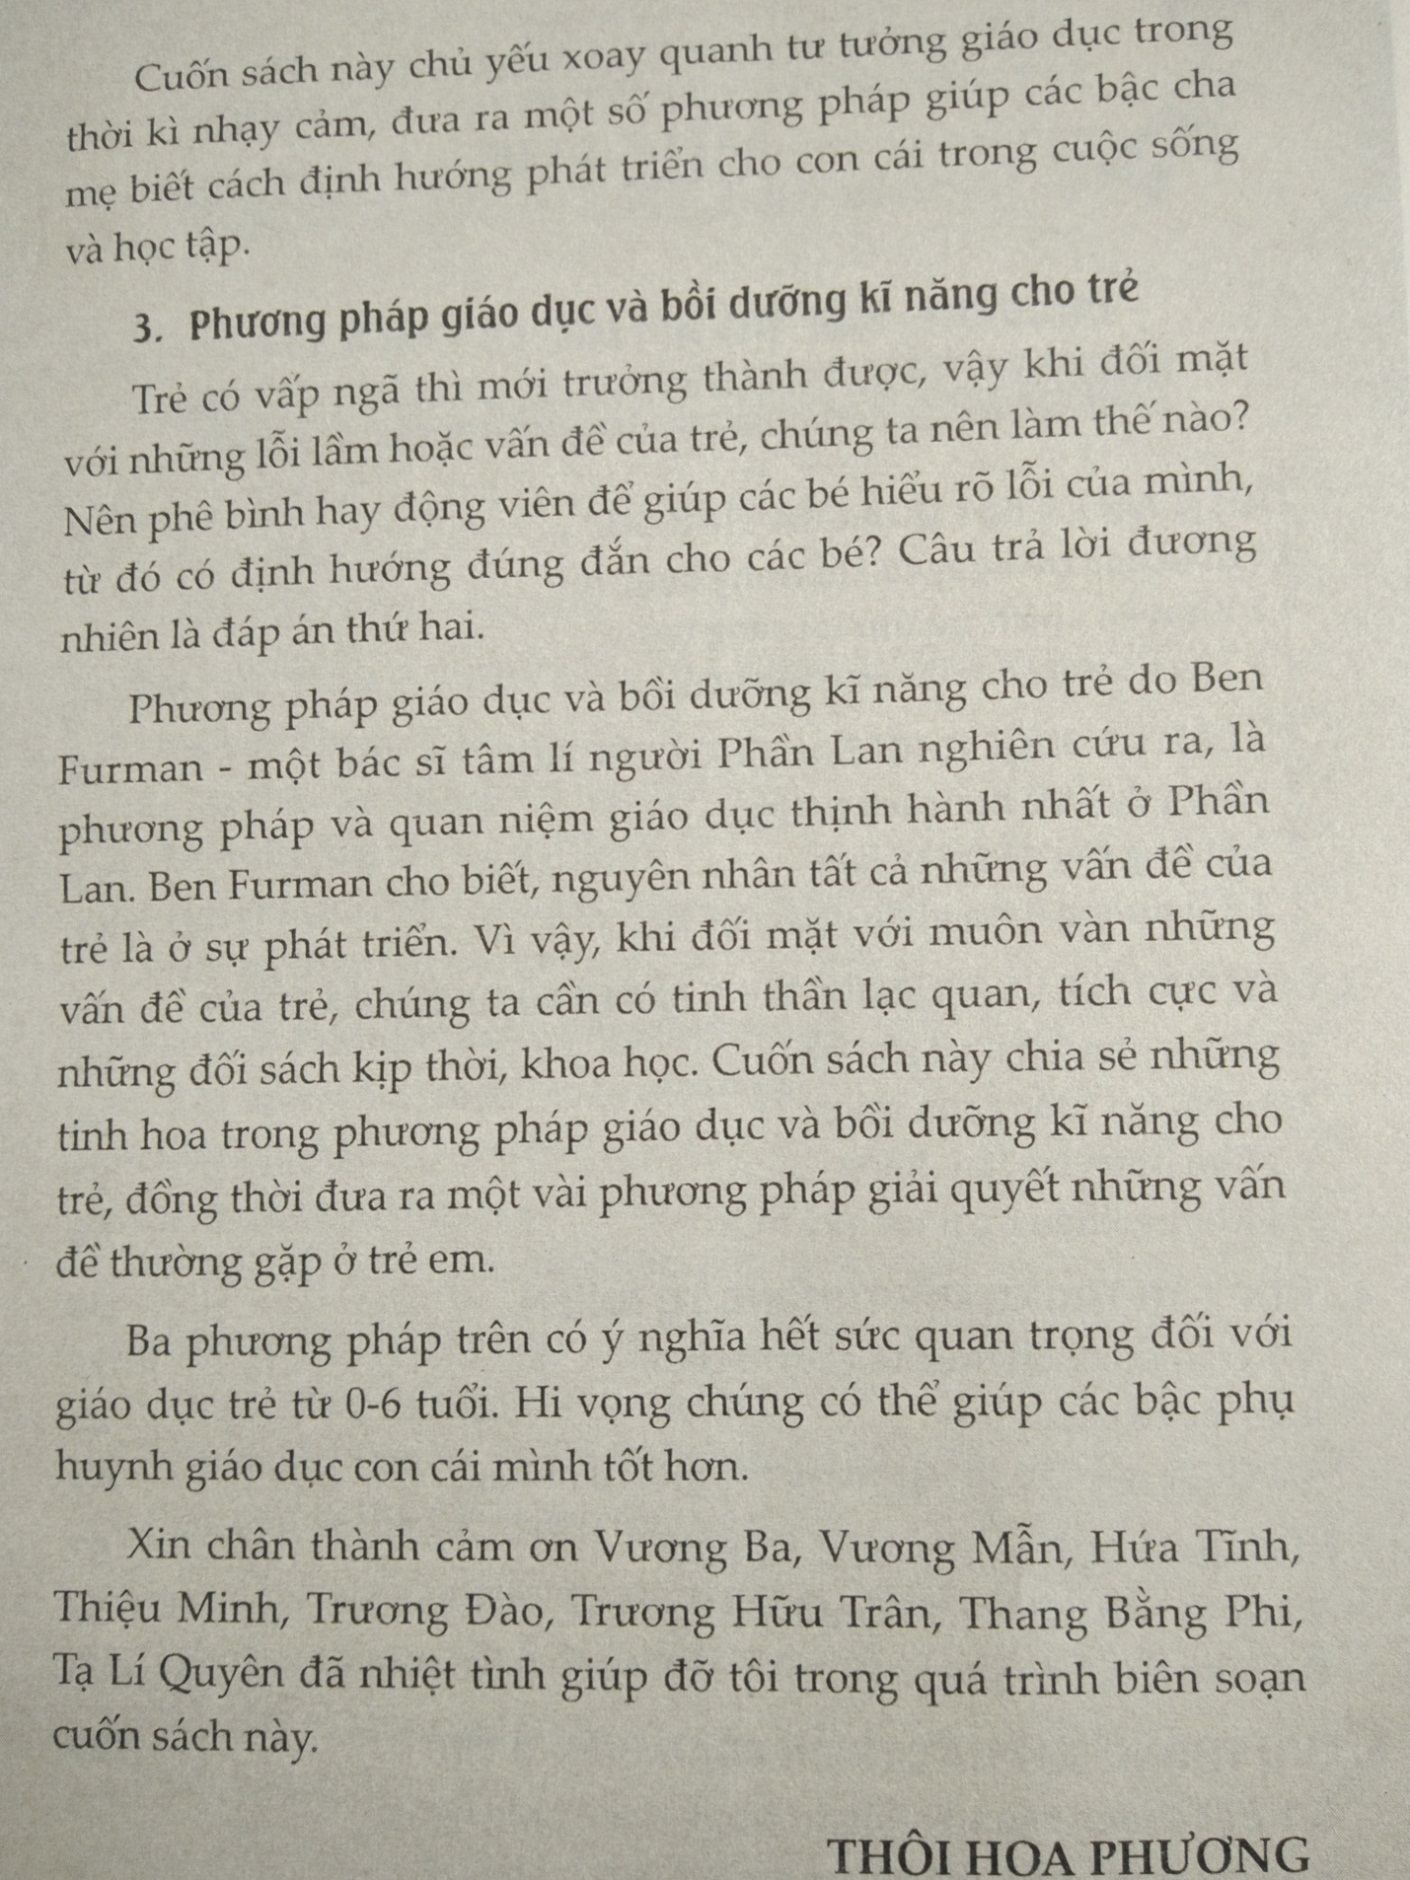 Cuốn sách này chủ yếu xoay quanh tư tưởng giáo dục trong
thời kì nhạy cảm, đưa ra một số phương pháp giúp các bậc cha
mẹ biết cách định hướng phát triển cho con cái trong cuộc sống
và học tập.
3. Phương pháp giáo dục và bồi dưỡng kĩ năng cho trẻ
Trẻ có vấp ngã thì mới trưởng thành được, vậy khi đối mặt
với những lỗi lầm hoặc vấn đề của trẻ, chúng ta nên làm thế nào?
Nên phê bình hay động viên để giúp các bé hiểu rõ lỗi của mình,
từ đó có định hướng đúng đắn cho các bé? Câu trả lời đương
nhiên là đáp án thứ hai.
Phương pháp giáo dục và bồi dưỡng kĩ năng cho trẻ do Ben
Furman - một bác sĩ tâm lí người Phần Lan nghiên cứu ra, là
phương pháp và quan niệm giáo dục thịnh hành nhất ở Phần
Lan. Ben Furman cho biết, nguyên nhân tất cả những vấn đề của
trẻ là ở sự phát triển. Vì vậy, khi đối mặt với muôn vàn những
vấn đề của trẻ, chúng ta cần có tinh thần lạc quan, tích cực và
những đối sách kịp thời, khoa học. Cuốn sách này chia sẻ những
tinh hoa trong phương pháp giáo dục và bồi dưỡng kĩ năng cho
trẻ, đồng thời đưa ra một vài phương pháp giải quyết những vấn
đề thường gặp ở trẻ em.
Ba phương pháp trên có ý nghĩa hết sức quan trọng đối với
giáo dục trẻ từ 0-6 tuổi. Hi vọng chúng có thể giúp các bậc phụ
huynh giáo dục con cái mình tốt hơn.
Xin chân thành cảm ơn Vương Ba, Vương Mẫn, Hứa Tĩnh,
Thiệu Minh, Trương Đào, Trương Hữu Trân, Thang Bằng Phi,
Tạ Lí Quyên đã nhiệt tình giúp đỡ tôi trong quá trình biên soạn
cuốn sách này.
THÔI HOA PHƯƠNG